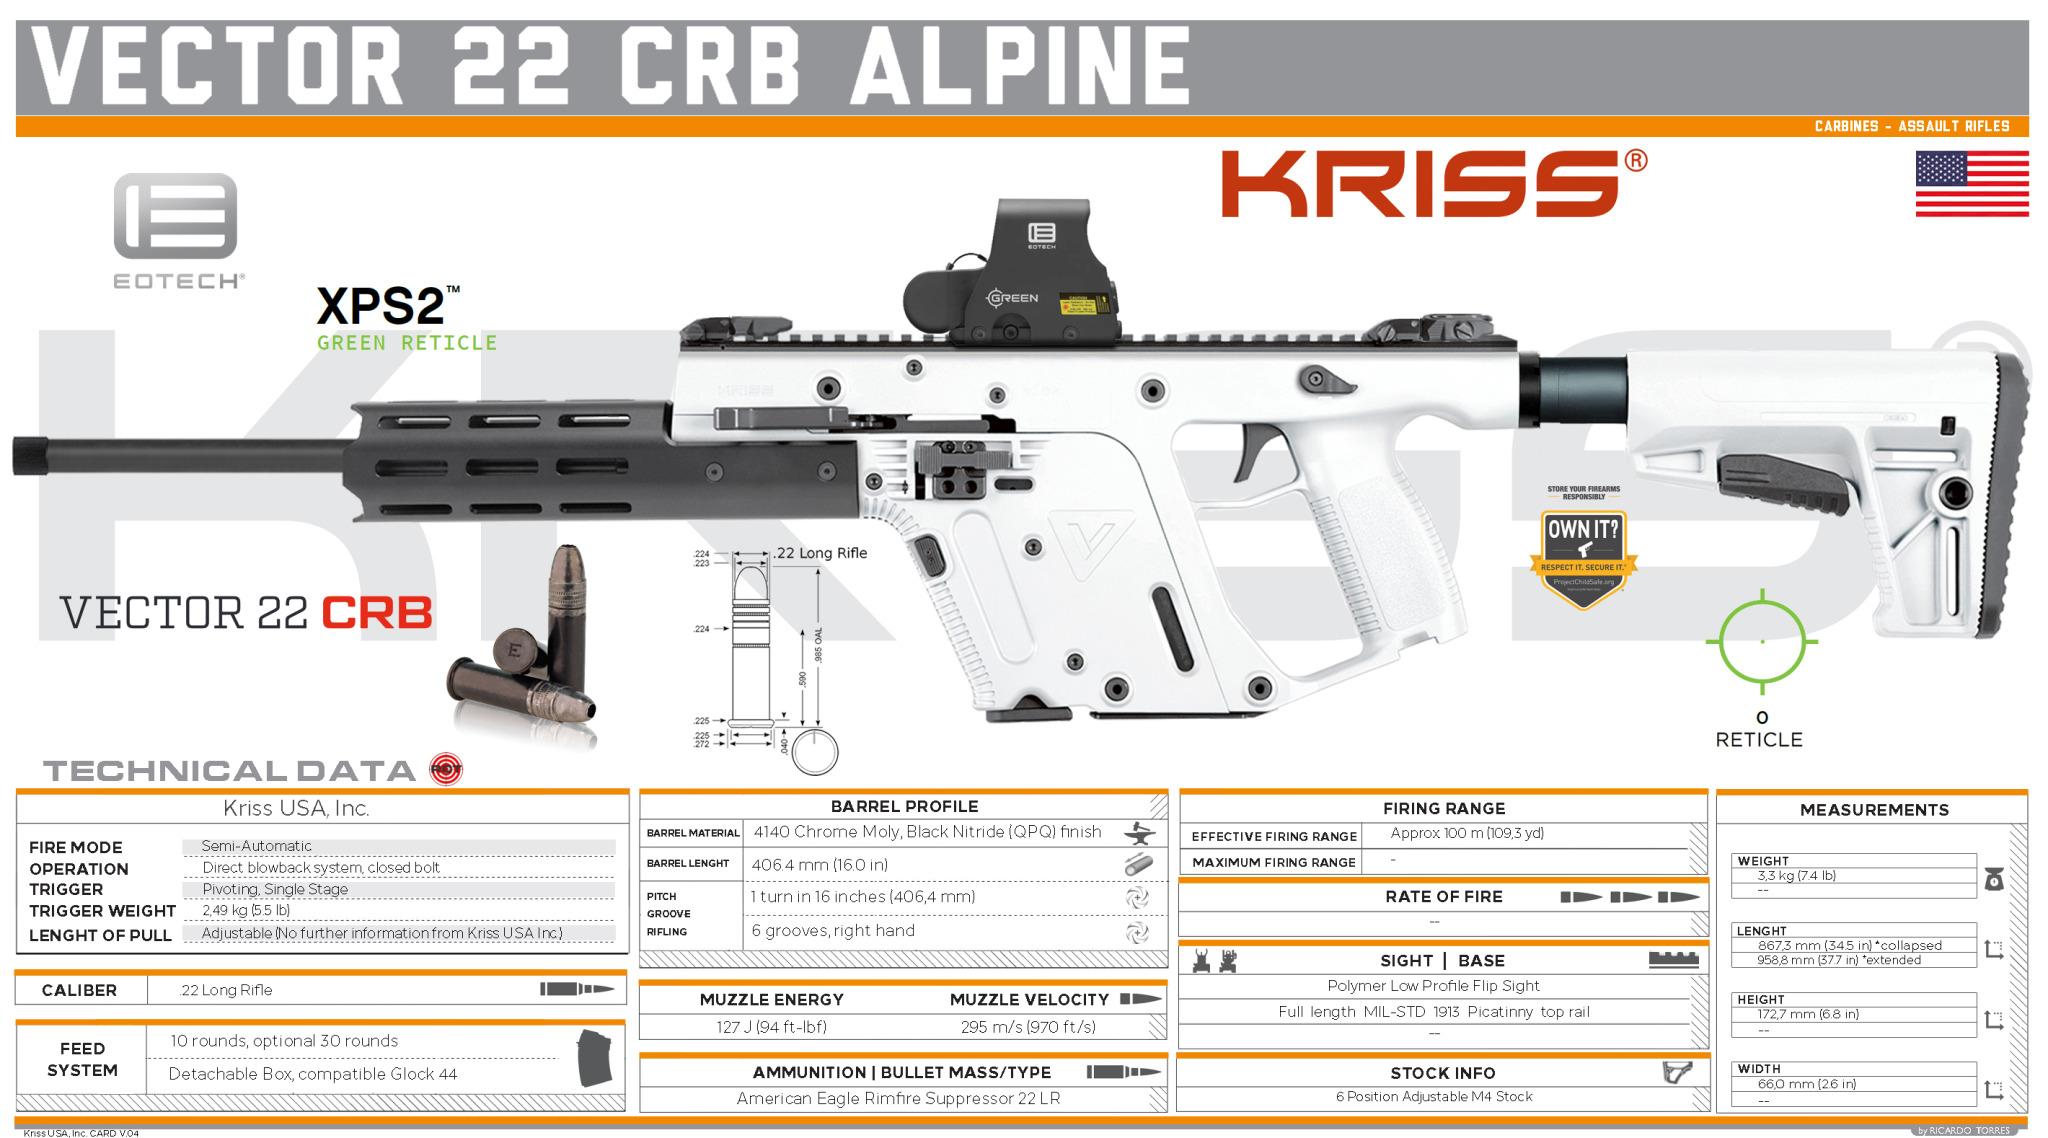 VECTOR 22 CRB ALPINE
CARBINES - ASSAULT RIFLES
KRISS®
EOTECH®
XPS2™
GREEN RETICLE
EOTECH
GREEN
CAUTION
KRISS
STORE YOUR FIREARMS
RESPONSIBLY
OWN IT?
RESPECT IT. SECURE IT.
ProjectChildSafe.org
VECTOR 22 CRB
E
.22 Long Rifle
.224
.223
.224
.985 OAL
.590
.225
.225
.272
.040
O
RETICLE
TECHNICAL DATA
Kriss USA, Inc.
FIRE MODE Semi-Automatic
OPERATION Direct blowback system, closed bolt
TRIGGER Pivoting, Single Stage
TRIGGER WEIGHT 2,49 kg (5.5 lb)
LENGHT OF PULL Adjustable (No further information from Kriss USA Inc.)
CALIBER .22 Long Rifle
FEED SYSTEM
10 rounds, optional 30 rounds
Detachable Box, compatible Glock 44
BARREL PROFILE
BARREL MATERIAL 4140 Chrome Moly, Black Nitride (QPQ) finish
BARREL LENGHT 406.4 mm (16.0 in)
PITCH 1 turn in 16 inches (406,4 mm)
GROOVE
RIFLING 6 grooves, right hand
MUZZLE ENERGY MUZZLE VELOCITY
127 J (94 ft-lbf) 295 m/s (970 ft/s)
AMMUNITION | BULLET MASS/TYPE
American Eagle Rimfire Suppressor 22 LR
FIRING RANGE
EFFECTIVE FIRING RANGE Approx 100 m (109,3 yd)
MAXIMUM FIRING RANGE -
RATE OF FIRE
--
SIGHT | BASE
Polymer Low Profile Flip Sight
Full length MIL-STD 1913 Picatinny top rail
--
STOCK INFO
6 Position Adjustable M4 Stock
MEASUREMENTS
WEIGHT
3,3 kg (7.4 lb)
--
LENGHT
867,3 mm (34.5 in) *collapsed
958,8 mm (37.7 in) *extended
HEIGHT
172,7 mm (6.8 in)
--
WIDTH
66,0 mm (2.6 in)
--
Kriss USA, Inc. CARD V.04
by RICARDO TORRES